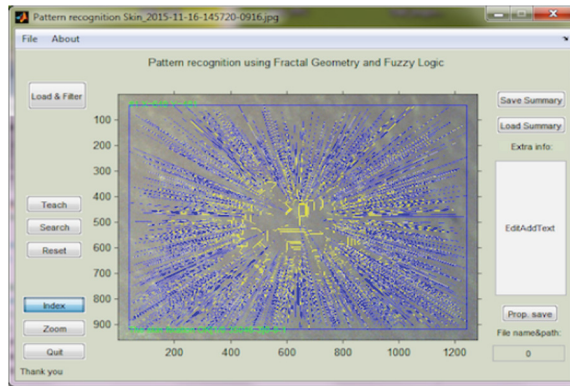 Pattern recognition Skin_2015-11-16-145720-0916.jpg
File About
Pattern recognition using Fractal Geometry and Fuzzy Logic
Load & Filter
Save Summary
Load Summary
Extra info:
100
200
300
400
500
600
700
800
900
Teach
Search
Reset
EditAddText
Index
Zoom
Quit
Prop. save
File name&path:
0
200 400 600 800 1000 1200
Thank you